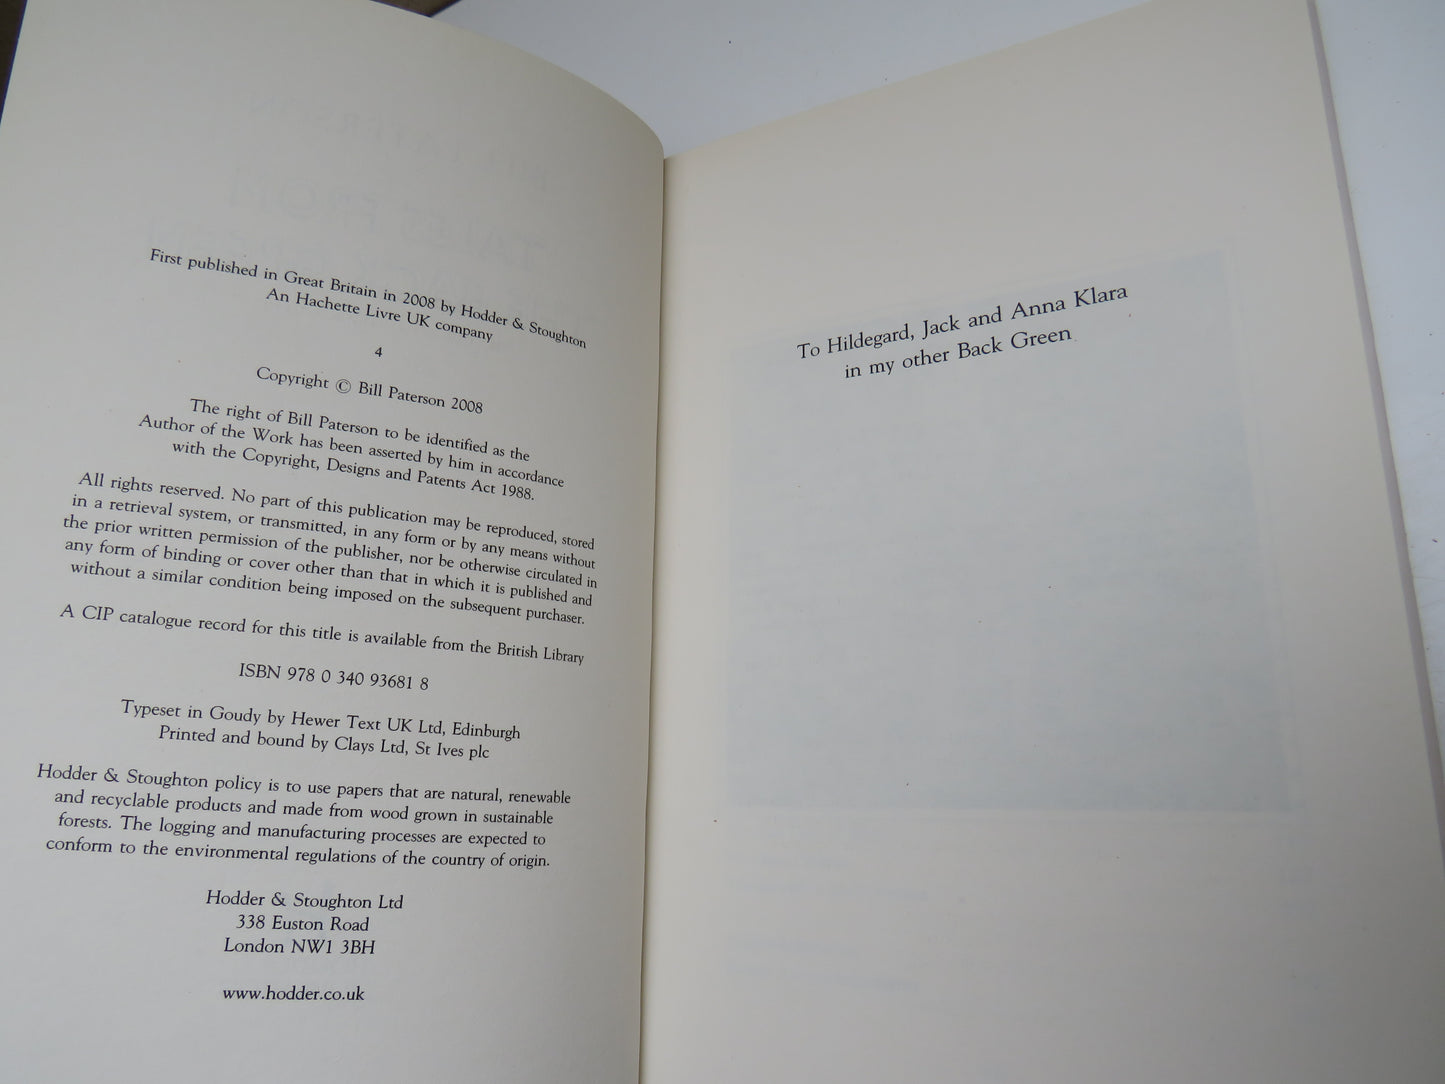 First published in Great Britain in 2008 by Hodder & Stoughton
An Hachette Livre UK company
4
Copyright © Bill Paterson 2008
The right of Bill Paterson to be identified as the
Author of the Work has been asserted by him in accordance
with the Copyright, Designs and Patents Act 1988.
All rights reserved. No part of this publication may be reproduced, stored
in a retrieval system, or transmitted, in any form or by any means without
the prior written permission of the publisher, nor be otherwise circulated in
any form of binding or cover other than that in which it is published and
without a similar condition being imposed on the subsequent purchaser.
A CIP catalogue record for this title is available from the British Library
ISBN 978 0 340 93681 8
Typeset in Goudy by Hewer Text UK Ltd, Edinburgh
Printed and bound by Clays Ltd, St Ives plc
Hodder & Stoughton policy is to use papers that are natural, renewable
and recyclable products and made from wood grown in sustainable
forests. The logging and manufacturing processes are expected to
conform to the environmental regulations of the country of origin.
Hodder & Stoughton Ltd
338 Euston Road
London NW1 3BH
www.hodder.co.uk
To Hildegard, Jack and Anna Klara
in my other Back Green